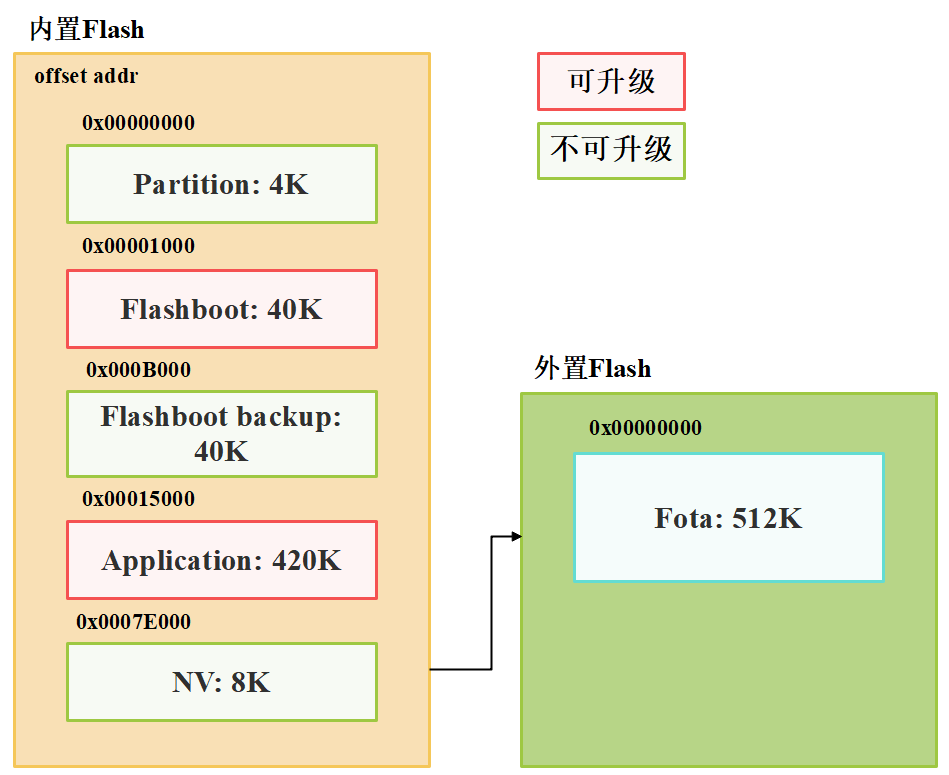 内置Flash
offset addr
0x00000000
Partition: 4K
0x00001000
Flashboot: 40K
0x000B000
Flashboot backup:
40K
0x00015000
Application: 420K
0x0007E000
NV: 8K
可升级
不可升级
外置Flash
0x00000000
Fota: 512K